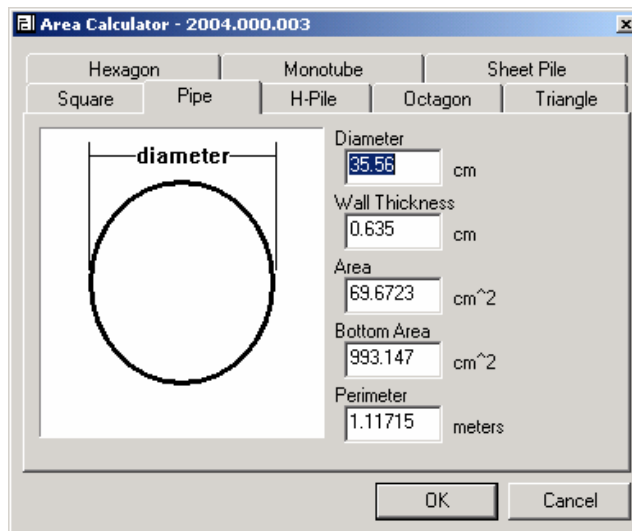 Area Calculator - 2004.000.003
Hexagon Monotube Sheet Pile
Square Pipe H-Pile Octagon Triangle
diameter
Diameter
35.56 cm
Wall Thickness
0.635 cm
Area
69.6723 cm^2
Bottom Area
993.147 cm^2
Perimeter
1.11715 meters
OK Cancel